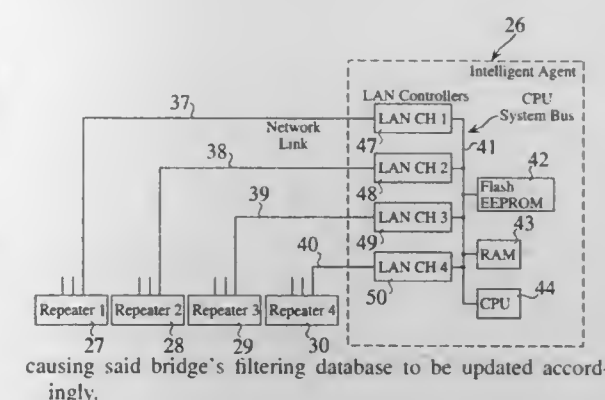 26
Intelligent Agent
LAN Controllers
CPU
System Bus
37
Network
Link
LAN CH 1
47
41
38
LAN CH 2
48
42
Flash
EEPROM
39
LAN CH 3
49
43
RAM
40
LAN CH 4
50
44
CPU
Repeater 1
Repeater 2
Repeater 3
Repeater 4
27
28
29
30
causing said bridge's filtering database to be updated accord-
ingly.